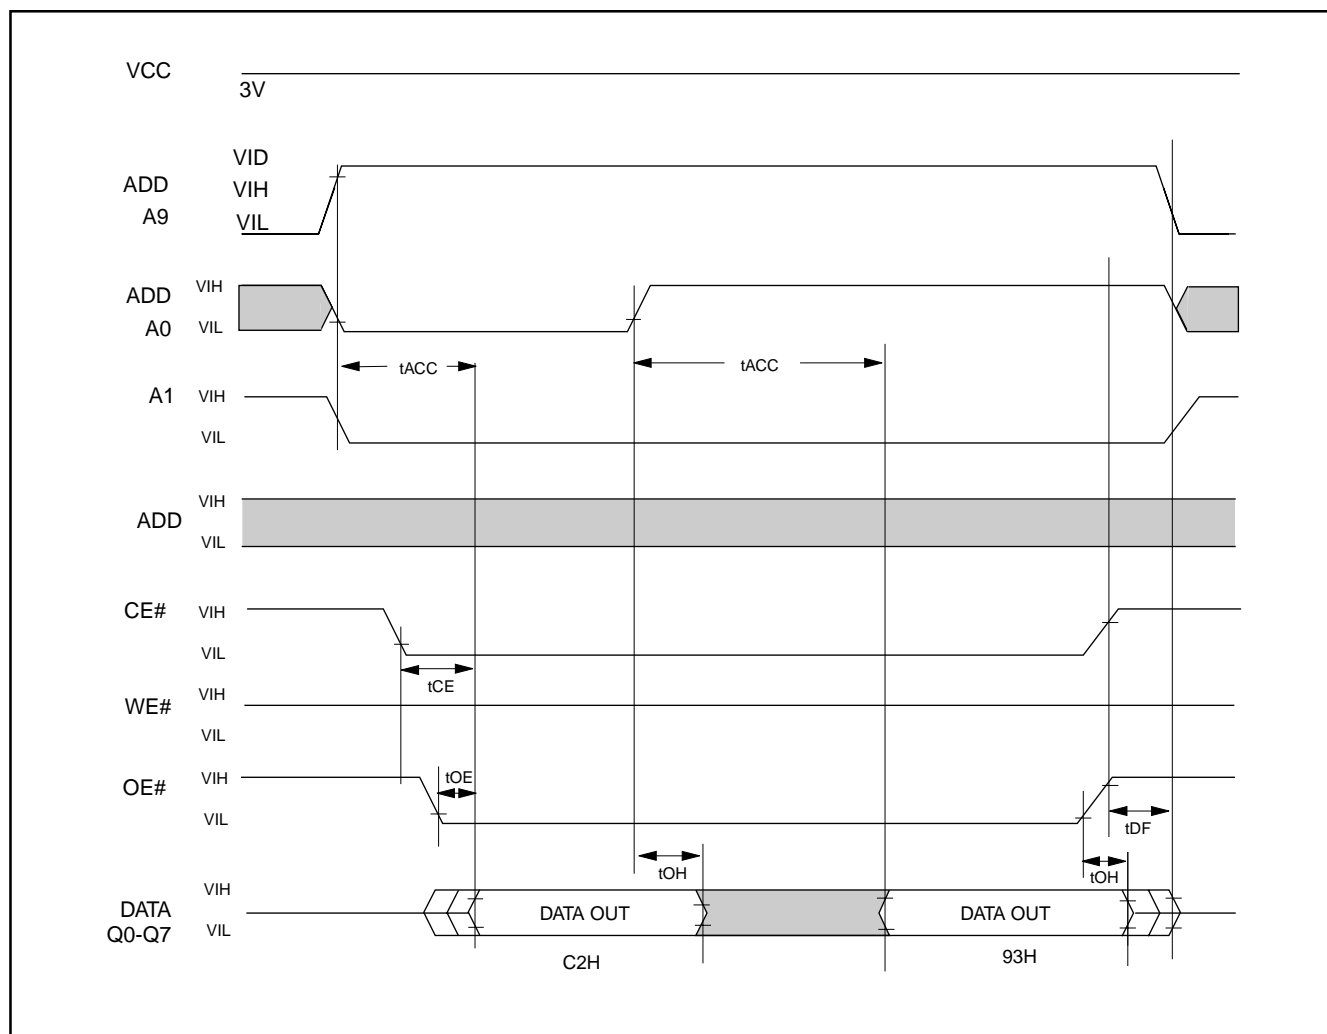 VCC
3V
VID
ADD
VIH
A9
VIL
ADD
VIH
A0
VIL
tACC
tACC
A1
VIH
VIL
VIH
ADD
VIL
CE#
VIH
VIL
tCE
VIH
WE#
VIL
OE#
VIH
tOE
VIL
tDF
tOH
tOH
VIH
DATA
DATA OUT
DATA OUT
Q0-Q7
VIL
C2H
93H